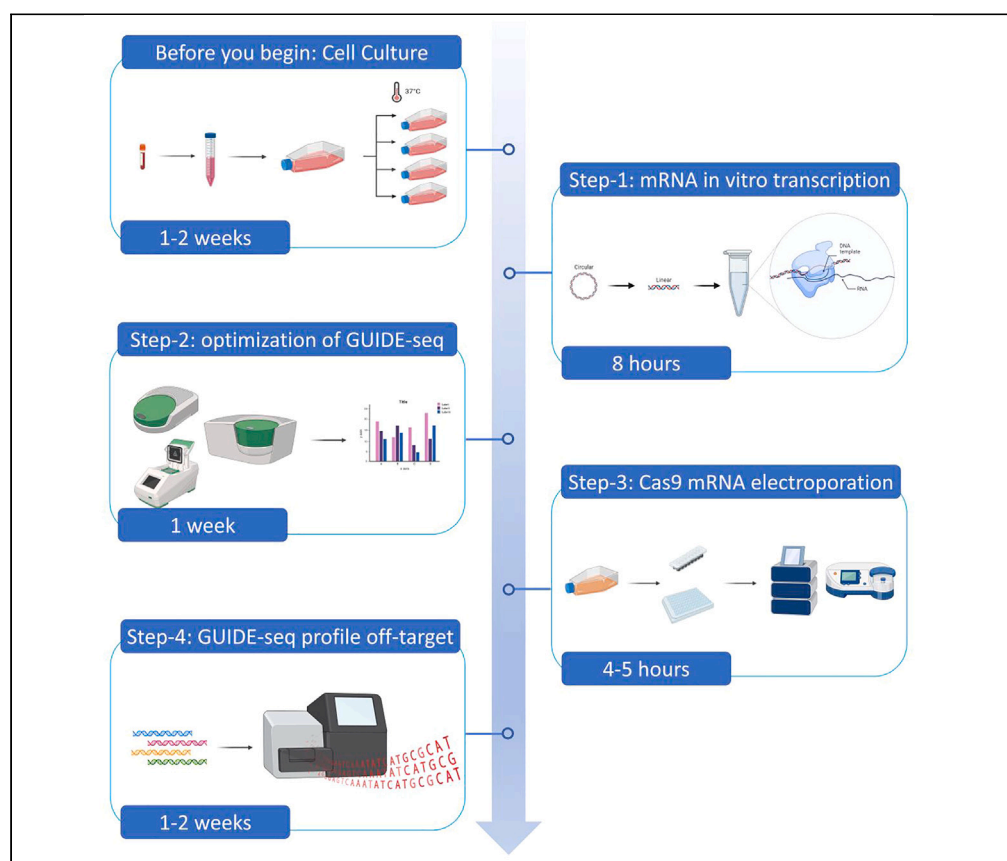 Before you begin: Cell Culture
37°C
1-2 weeks
Step-1: mRNA in vitro transcription
Circular
Linear
DNA
template
RNA
8 hours
Step-2: optimization of GUIDE-seq
Title
1 week
Step-3: Cas9 mRNA electroporation
4-5 hours
Step-4: GUIDE-seq profile off-target
1-2 weeks